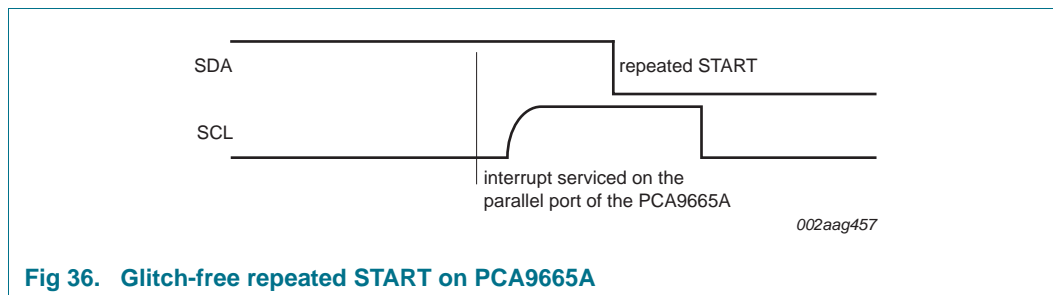 SDA
repeated START
SCL
interrupt serviced on the
parallel port of the PCA9665A
002aag457
Fig 36. Glitch-free repeated START on PCA9665A